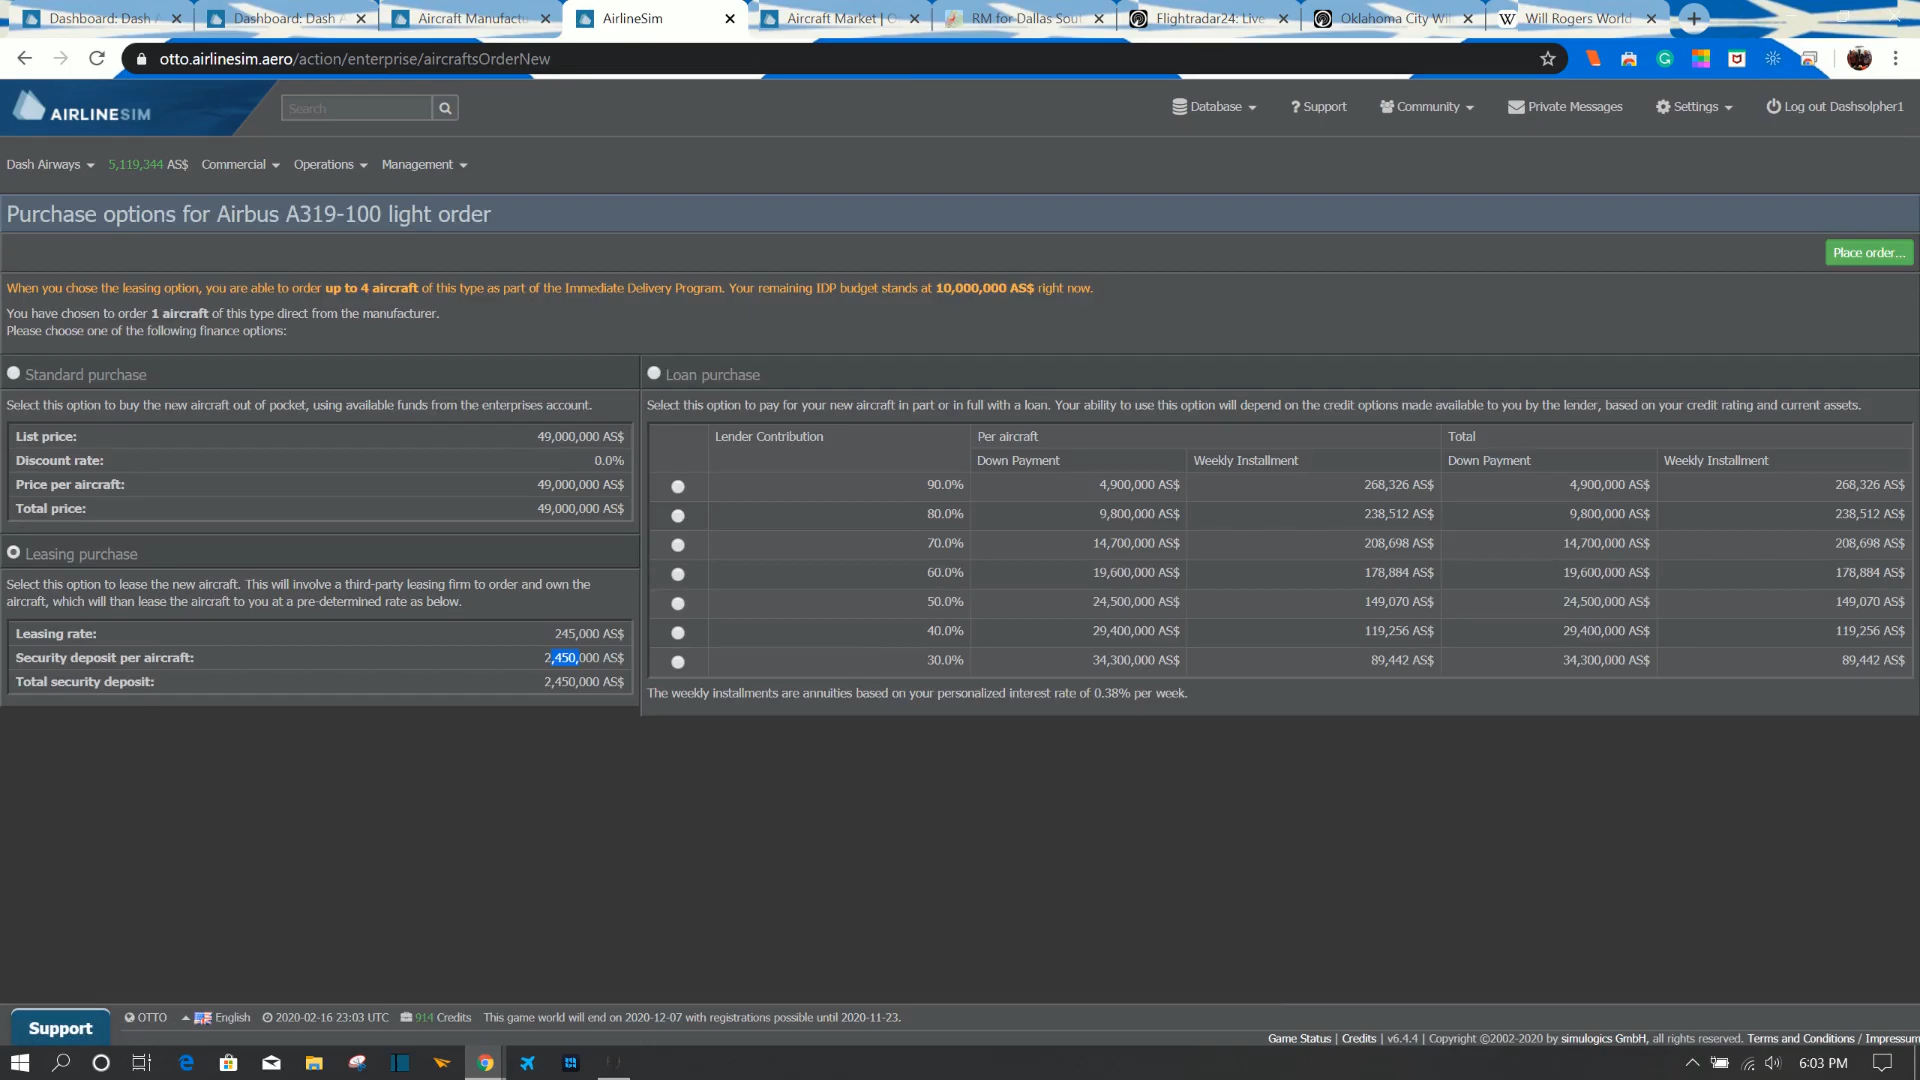 Dashboard: Dash
Dashboard: Dash
Aircraft Manufactu
AirlineSim
Aircraft Market | O
RM for Dallas Sout
Flightradar24: Live
Oklahoma City Wil
Will Rogers World
otto.airlinesim.aero/action/enterprise/aircraftsOrderNew
AIRLINESIM
Search
Database
? Support
Community
Private Messages
Settings
Log out Dashsolpher1
Dash Airways 5,119,344 AS$ Commercial Operations Management
Purchase options for Airbus A319-100 light order
Place order...
When you chose the leasing option, you are able to order up to 4 aircraft of this type as part of the Immediate Delivery Program. Your remaining IDP budget stands at 10,000,000 AS$ right now.
You have chosen to order 1 aircraft of this type direct from the manufacturer.
Please choose one of the following finance options:
Standard purchase
Select this option to buy the new aircraft out of pocket, using available funds from the enterprises account.
List price: 49,000,000 AS$
Discount rate: 0.0%
Price per aircraft: 49,000,000 AS$
Total price: 49,000,000 AS$
Leasing purchase
Select this option to lease the new aircraft. This will involve a third-party leasing firm to order and own the
aircraft, which will than lease the aircraft to you at a pre-determined rate as below.
Leasing rate: 245,000 AS$
Security deposit per aircraft: 2,450,000 AS$
Total security deposit: 2,450,000 AS$
Loan purchase
Select this option to pay for your new aircraft in part or in full with a loan. Your ability to use this option will depend on the credit options made available to you by the lender, based on your credit rating and current assets.
Lender Contribution Per aircraft Total
Down Payment Weekly Installment Down Payment Weekly Installment
90.0% 4,900,000 AS$ 268,326 AS$ 4,900,000 AS$ 268,326 AS$
80.0% 9,800,000 AS$ 238,512 AS$ 9,800,000 AS$ 238,512 AS$
70.0% 14,700,000 AS$ 208,698 AS$ 14,700,000 AS$ 208,698 AS$
60.0% 19,600,000 AS$ 178,884 AS$ 19,600,000 AS$ 178,884 AS$
50.0% 24,500,000 AS$ 149,070 AS$ 24,500,000 AS$ 149,070 AS$
40.0% 29,400,000 AS$ 119,256 AS$ 29,400,000 AS$ 119,256 AS$
30.0% 34,300,000 AS$ 89,442 AS$ 34,300,000 AS$ 89,442 AS$
The weekly installments are annuities based on your personalized interest rate of 0.38% per week.
Support
OTTO English 2020-02-16 23:03 UTC 914 Credits This game world will end on 2020-12-07 with registrations possible until 2020-11-23.
Game Status | Credits | v6.4.4 | Copyright ©2002-2020 by simulogics GmbH, all rights reserved. Terms and Conditions / Impressum
6:03 PM